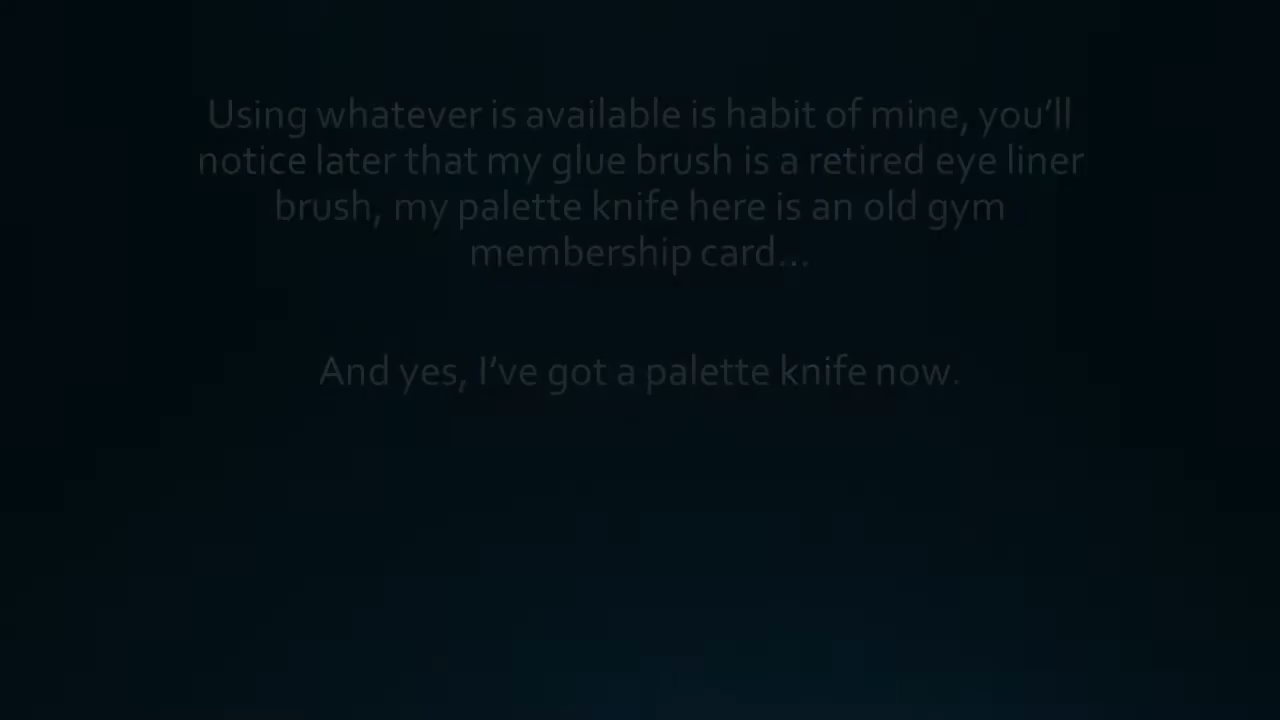 Using whatever is available is habit of mine, you’ll
notice later that my glue brush is a retired eye liner
brush, my palette knife here is an old gym
membership card...
And yes, I’ve got a palette knife now.